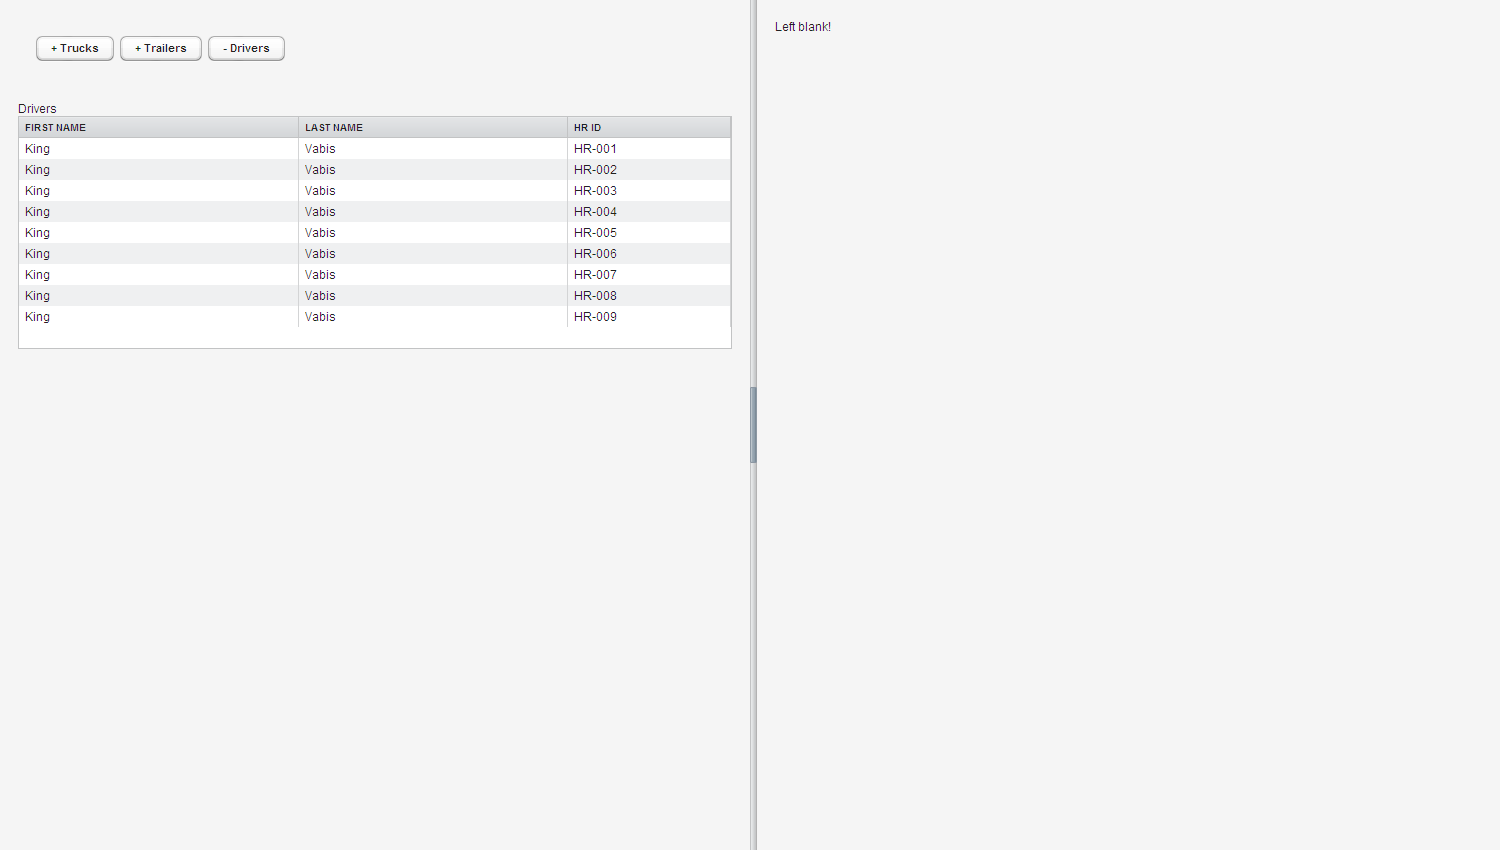 + Trucks + Trailers - Drivers
Drivers
FIRST NAME LAST NAME HR ID
King Vabis HR-001
King Vabis HR-002
King Vabis HR-003
King Vabis HR-004
King Vabis HR-005
King Vabis HR-006
King Vabis HR-007
King Vabis HR-008
King Vabis HR-009
Left blank!